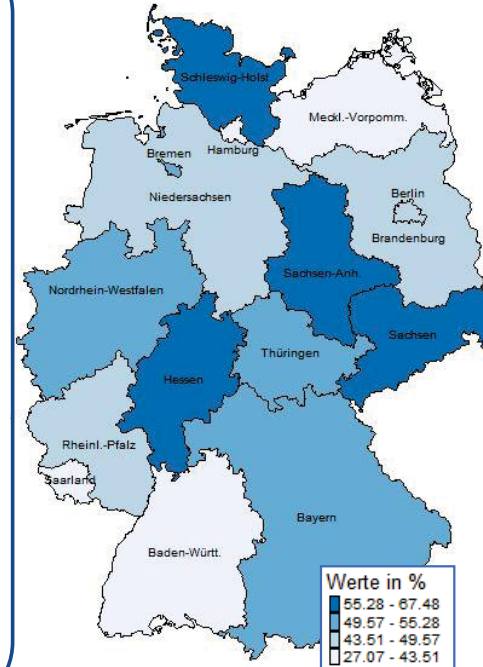 Schleswig-Holst.
Meckl.-Vorpomm.
Hamburg
Bremen
Niedersachsen
Berlin
Brandenburg
Sachsen-Anh.
Nordrhein-Westfalen
Sachsen
Thüringen
Hessen
Rheinl.-Pfalz
Saarland
Bayern
Baden-Württ.
Werte in %
55.28 - 67.48
49.57 - 55.28
43.51 - 49.57
27.07 - 43.51